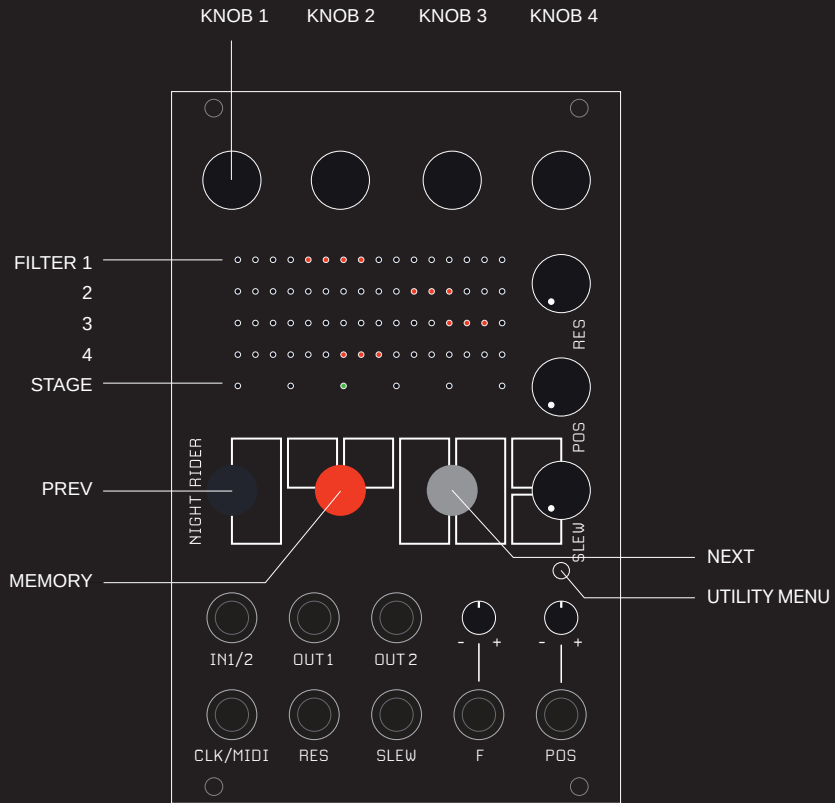 KNOB 1 KNOB 2 KNOB 3 KNOB 4
FILTER 1
2
3
RES
4
STAGE
POS
NIGHT RIDER
PREV
SLEW
NEXT
MEMORY
UTILITY MENU
- + - +
IN1/2 OUT1 OUT2
CLK/MIDI RES SLEW F POS